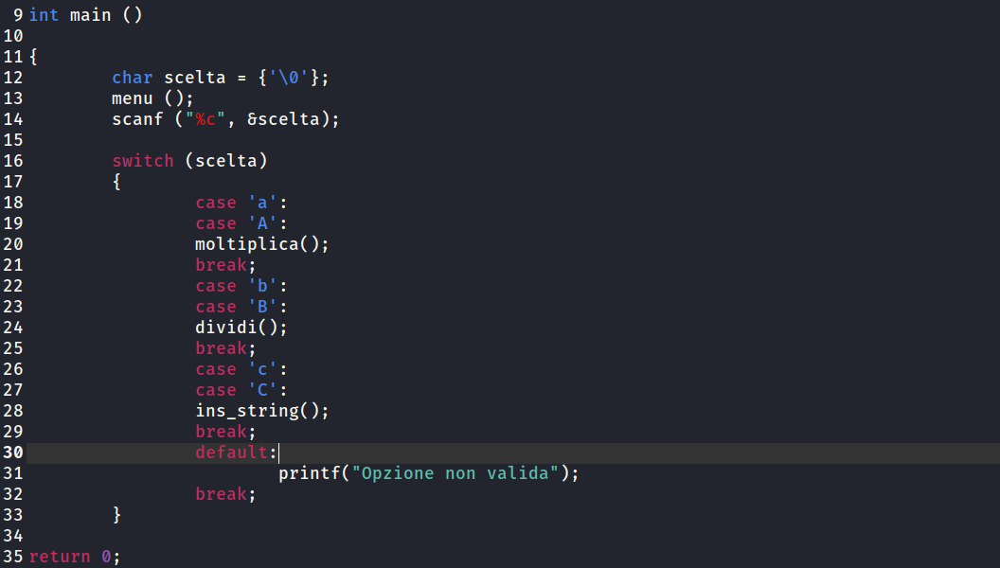 9 int main ()
10
11 {
12 char scelta = {'\0'};
13 menu ();
14 scanf ("%c", &scelta);
15
16 switch (scelta)
17 {
18 case 'a':
19 case 'A':
20 moltiplica();
21 break;
22 case 'b':
23 case 'B':
24 dividi();
25 break;
26 case 'c':
27 case 'C':
28 ins_string();
29 break;
30 default:
31 printf("Opzione non valida");
32 break;
33 }
34
35 return 0;